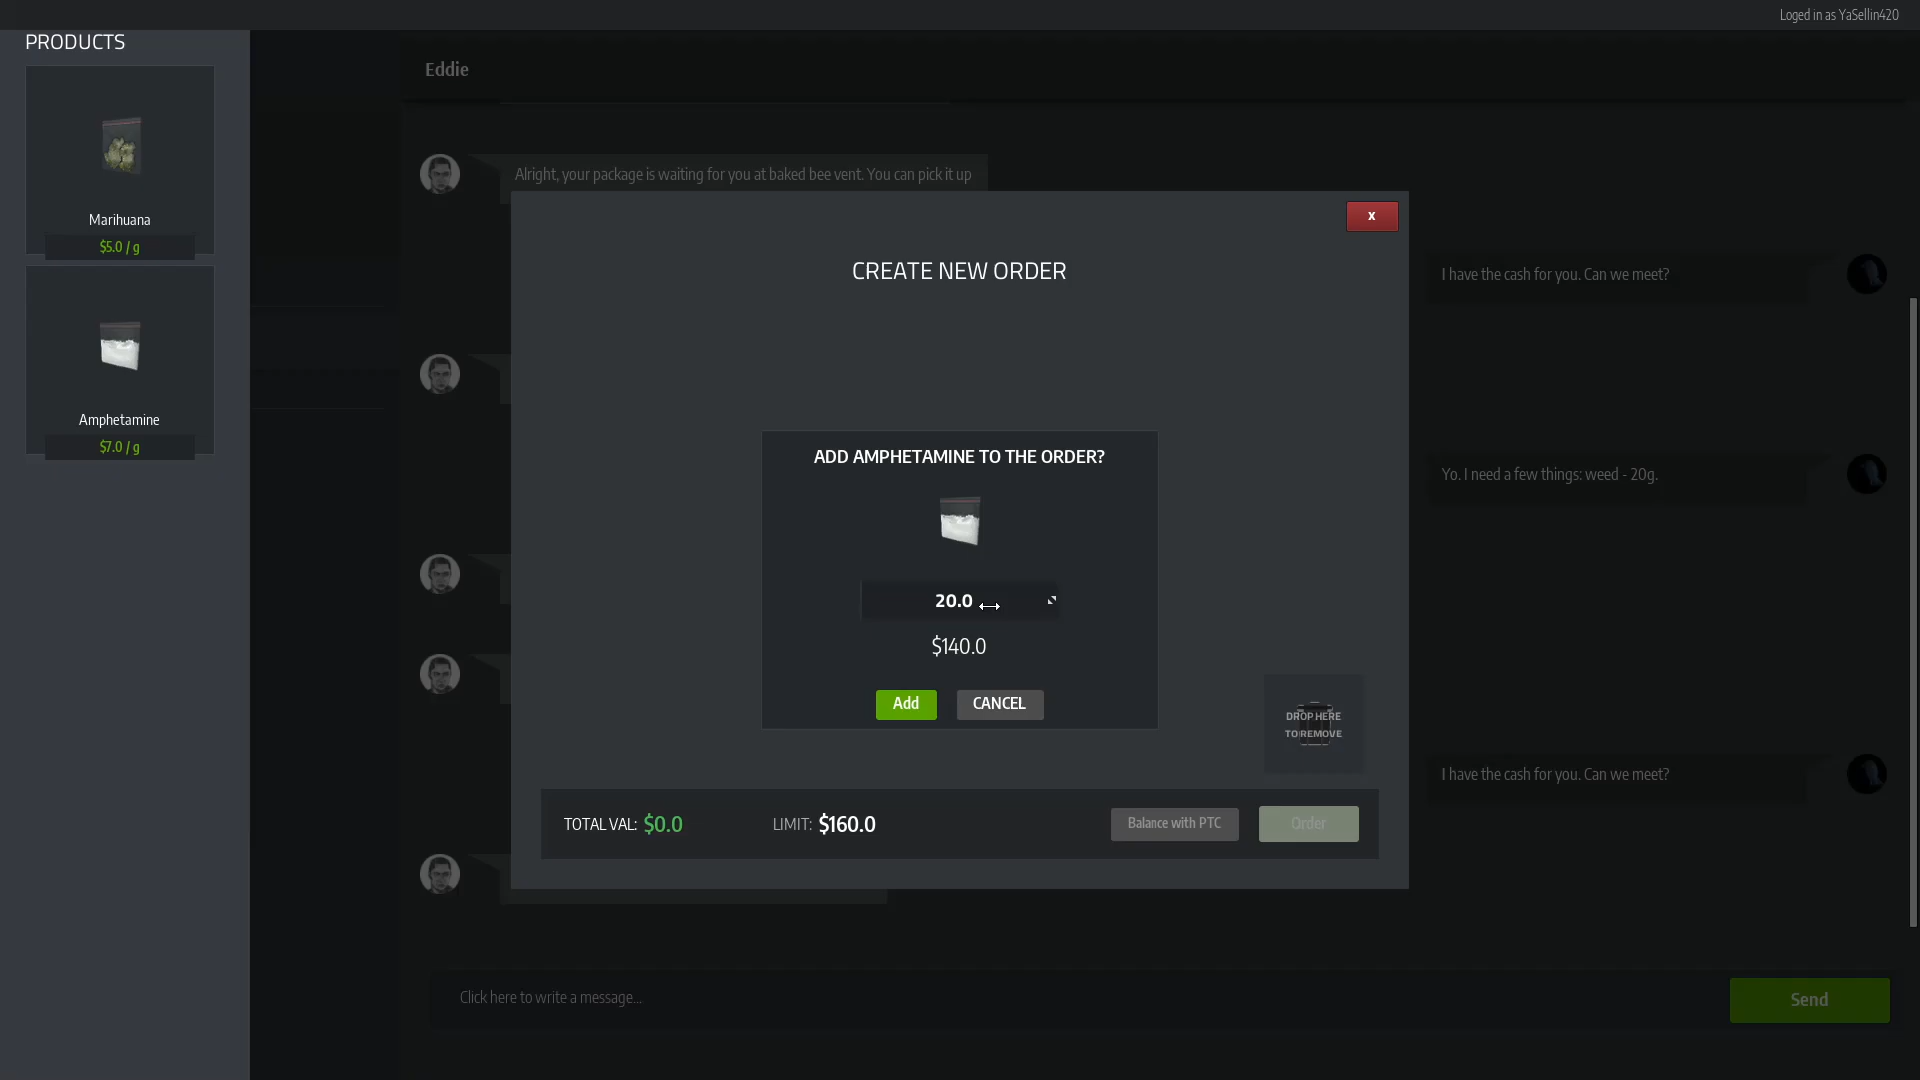 Loged in as YaSellin420
PRODUCTS
Marihuana
$5.0 / g
Amphetamine
$7.0 / g
Eddie
Alright, your package is waiting for you at baked bee vent. You can pick it up
I have the cash for you. Can we meet?
Yo. I need a few things: weed - 20g.
I have the cash for you. Can we meet?
x
CREATE NEW ORDER
ADD AMPHETAMINE TO THE ORDER?
20.0
$140.0
Add
CANCEL
DROP HERE
TO REMOVE
TOTAL VAL: $0.0
LIMIT: $160.0
Balance with PTC
Order
Click here to write a message...
Send